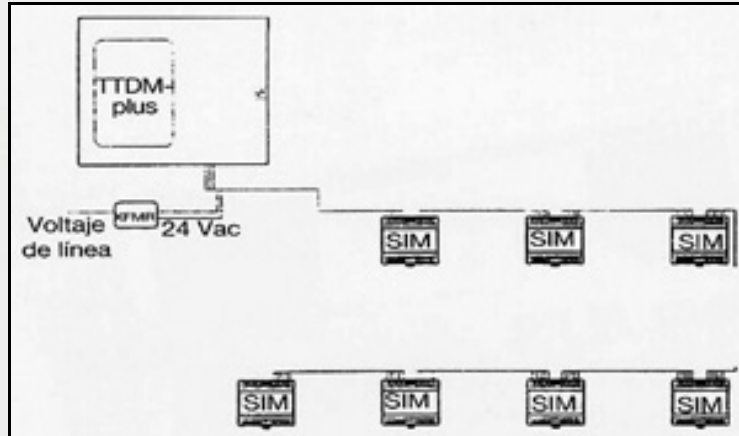 TTDM-
plus
Voltaje
de línea
XFMR
24 Vac
SIM
SIM
SIM
SIM
SIM
SIM
SIM